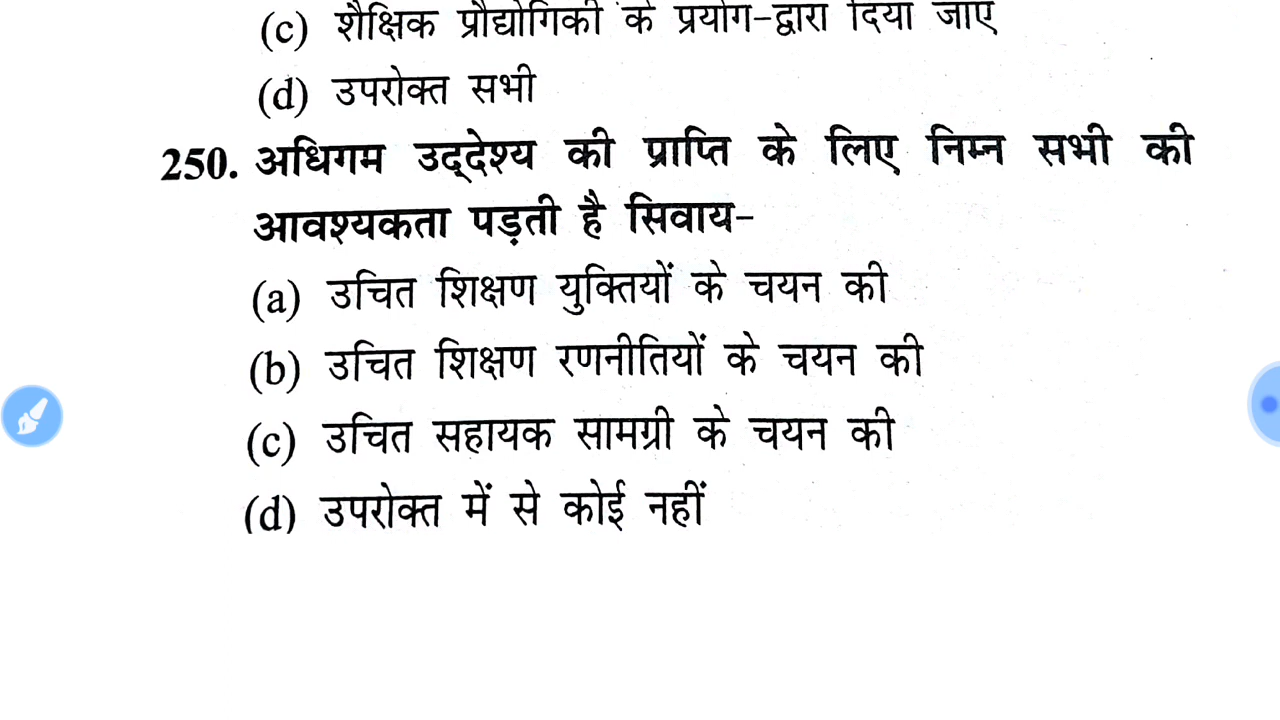 (c) शैक्षिक प्रौद्योगिकी के प्रयोग-द्वारा दिया जाए
(d) उपरोक्त सभी
250. अधिगम उद्देश्य की प्राप्ति के लिए निम्न सभी की
आवश्यकता पड़ती है सिवाय-
(a) उचित शिक्षण युक्तियों के चयन की
(b) उचित शिक्षण रणनीतियों के चयन की
(c) उचित सहायक सामग्री के चयन की
(d) उपरोक्त में से कोई नहीं